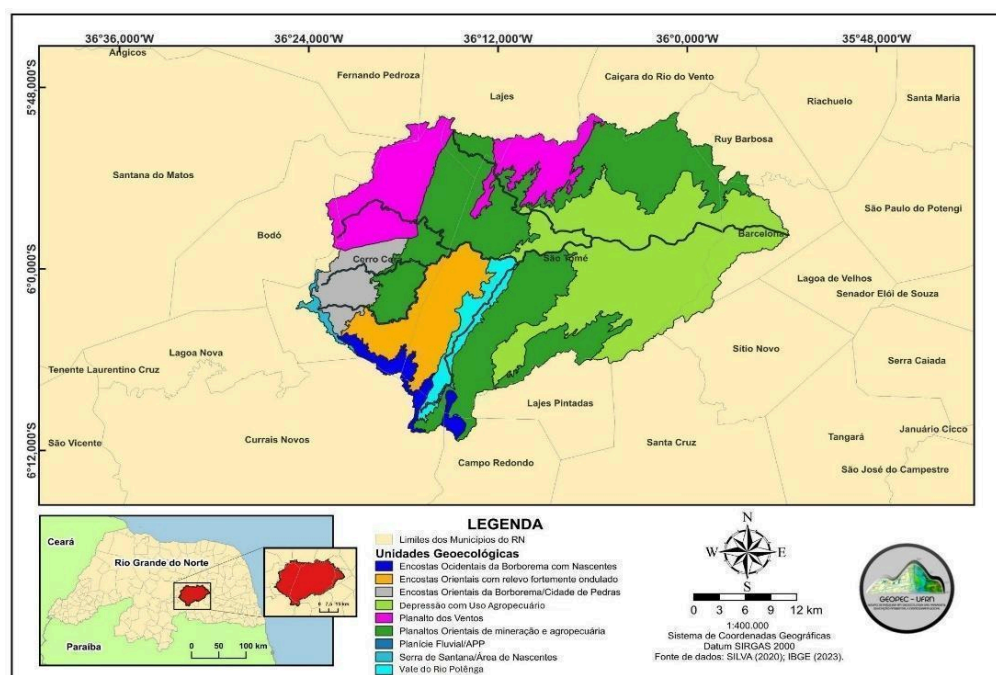 36°36,000'W 36°24,000'W 36°12,000'W 36°0,000'W 35°48,000'W
5°48,000'S
6°0,000'S
6°12,000'S
Angicos
Fernando Pedroza
Lajes
Caiçara do Rio do Vento
Riachuelo
Santa Maria
Ruy Barbosa
Santana do Matos
São Paulo do Potengi
Bodó
Barcelona
Cerro Corá
São Tomé
Lagoa de Velhos
Senador Elói de Souza
Sítio Novo
Lagoa Nova
Tenente Laurentino Cruz
Serra Caiada
Lajes Pintadas
São Vicente
Currais Novos
Santa Cruz
Tangará
Januário Cicco
Campo Redondo
São José do Campestre
Ceará
Rio Grande do Norte
Paraíba
0 50 100 km
LEGENDA
Limites dos Municípios do RN
Unidades Geoecológicas
Encostas Ocidentais da Borborema com Nascentes
Encostas Orientais com relevo fortemente ondulado
Encostas Orientais da Borborema/Cidade de Pedras
Depressão com Uso Agropecuário
Planalto dos Ventos
Planaltos Orientais de mineração e agropecuária
Planície Fluvial/APP
Serra de Santana/Área de Nascentes
Vale do Rio Potênga
N
W E
S
0 3 6 9 12 km
1:400.000
Sistema de Coordenadas Geográficas
Datum SIRGAS 2000
Fonte de dados: SILVA (2020); IBGE (2023).
GEOPEC - UFRN